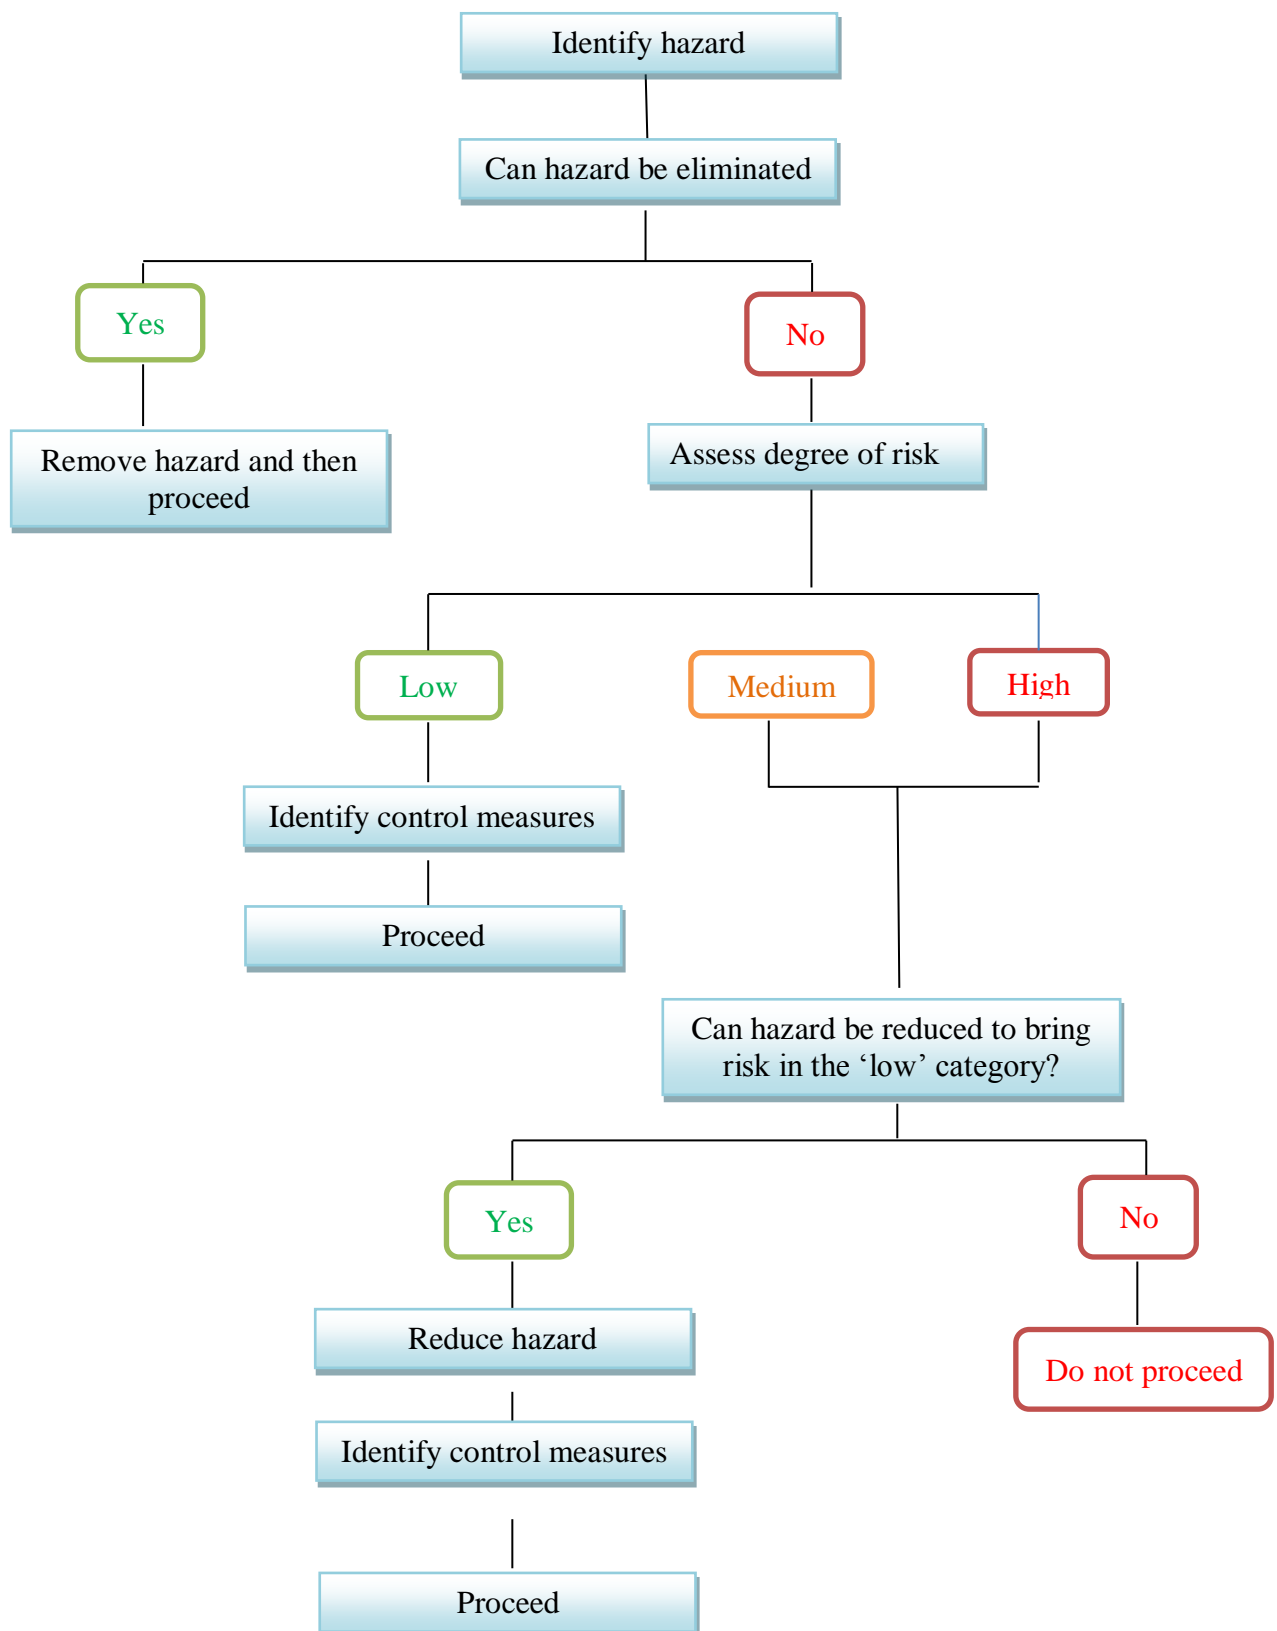 Identify hazard
Can hazard be eliminated
Yes
No
Remove hazard and then
proceed
Assess degree of risk
Low
Medium
High
Identify control measures
Proceed
Can hazard be reduced to bring
risk in the ‘low’ category?
Yes
No
Reduce hazard
Do not proceed
Identify control measures
Proceed